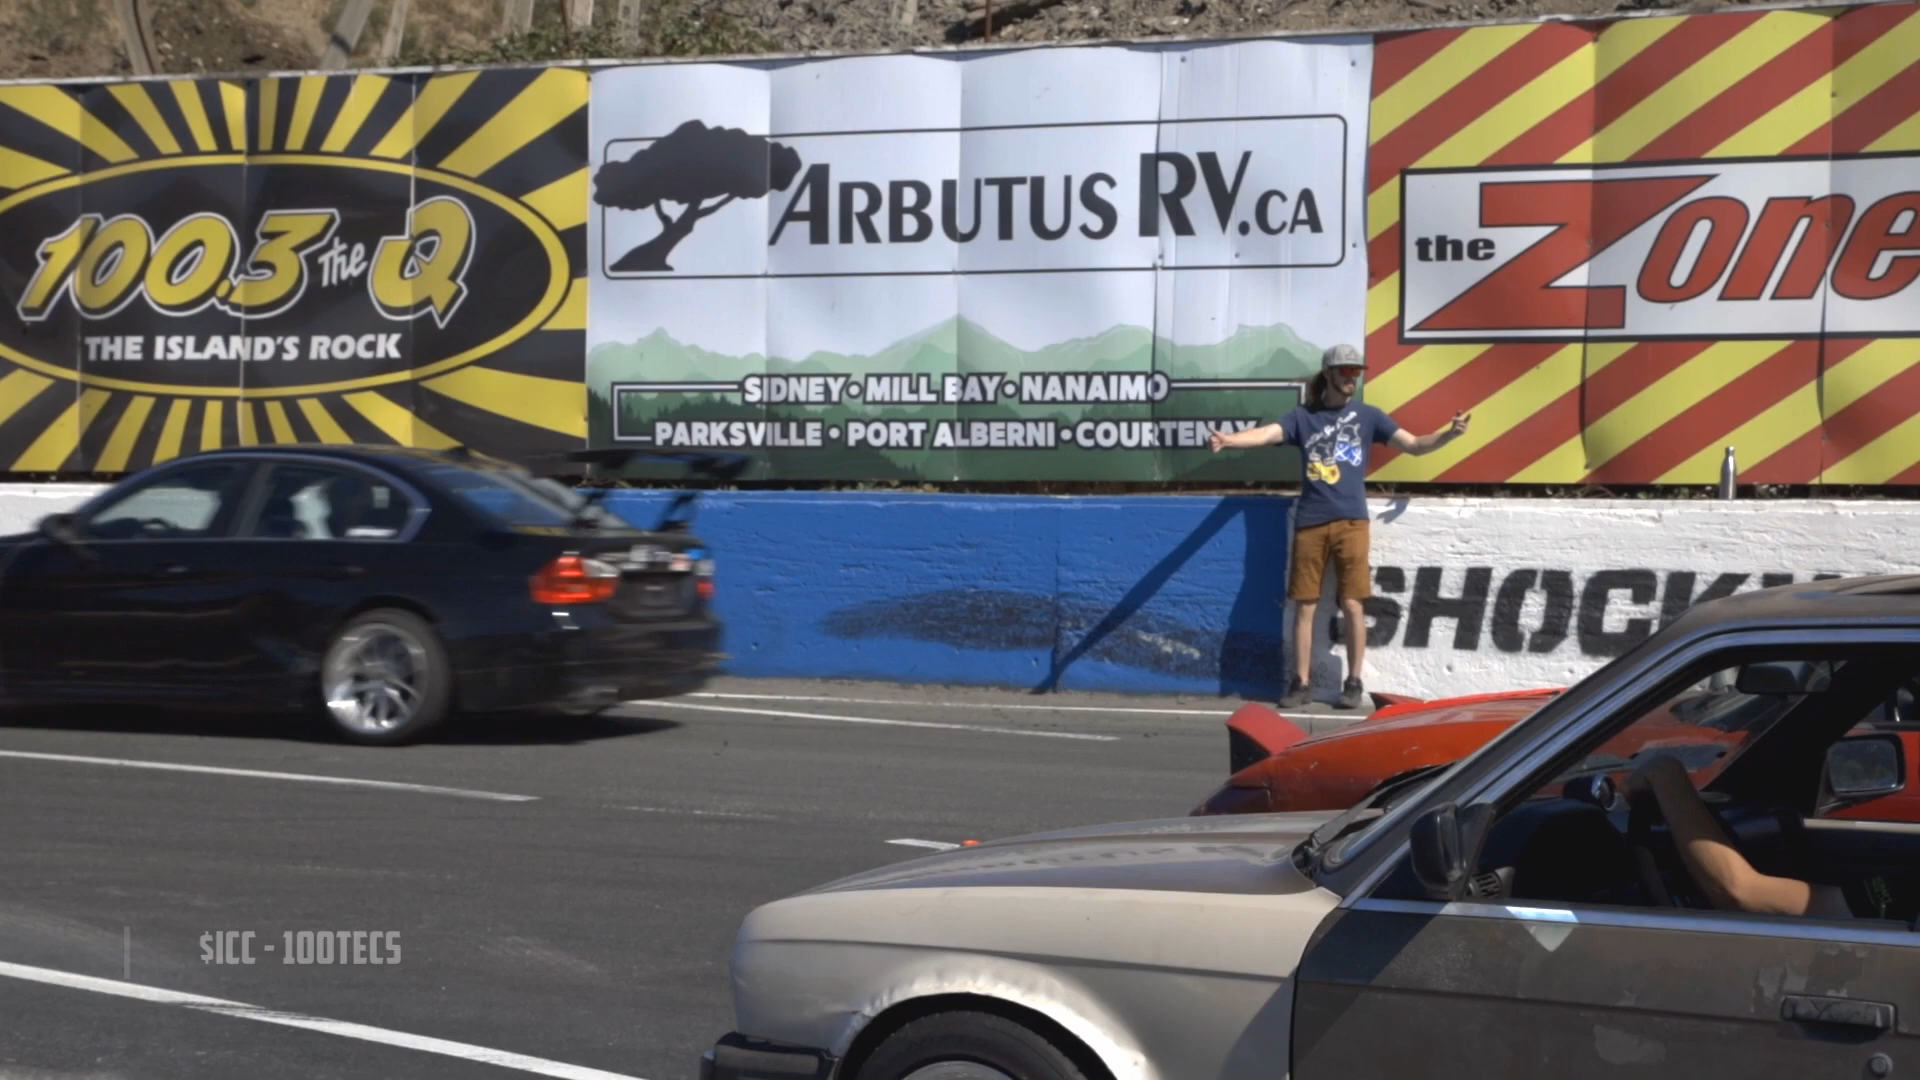 100.3 the Q
THE ISLAND'S ROCK
ARBUTUS RV.CA
SIDNEY • MILL BAY • NANAIMO
PARKSVILLE • PORT ALBERNI • COURTENAY
the Zone
SHOCK
$ICC - 100TECS